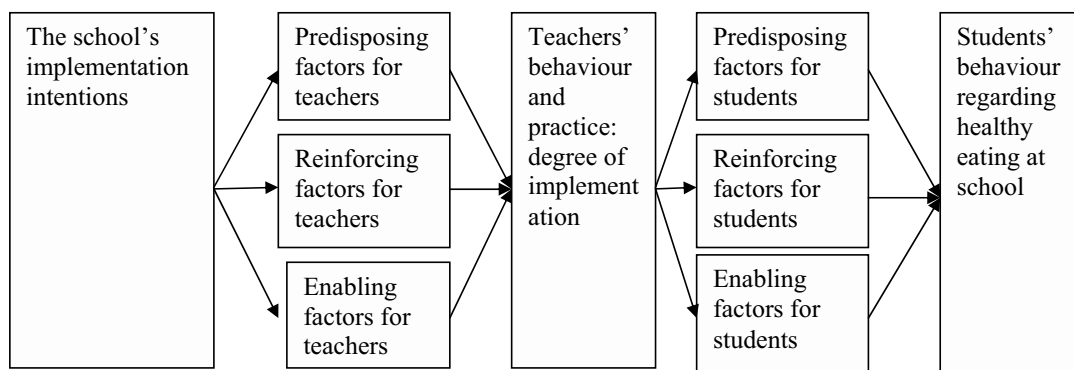 The school's
implementation
intentions
Predisposing
factors for
teachers
Reinforcing
factors for
teachers
Enabling
factors for
teachers
Teachers'
behaviour
and
practice:
degree of
implement
ation
Predisposing
factors for
students
Reinforcing
factors for
students
Enabling
factors for
students
Students'
behaviour
regarding
healthy
eating at
school